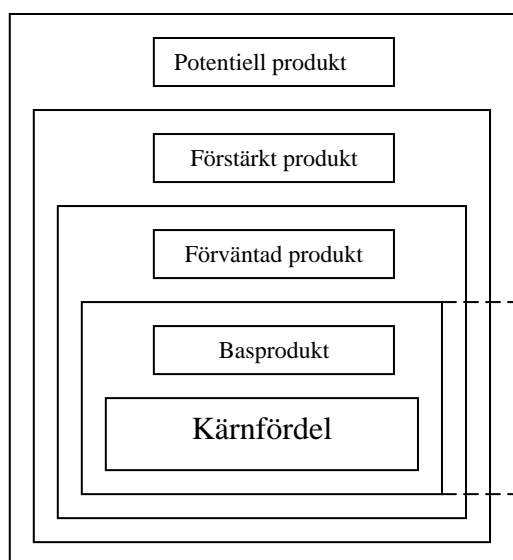 Potentiell produkt
Förstärkt produkt
Förväntad produkt
Basprodukt
Kärnfördel